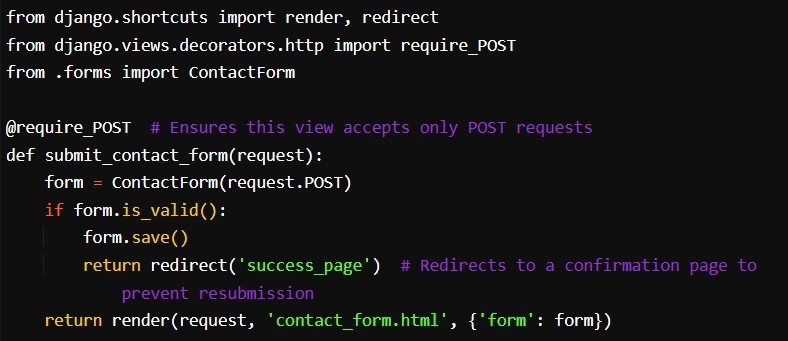 from django.shortcuts import render, redirect
from django.views.decorators.http import require_POST
from .forms import ContactForm

@require_POST  # Ensures this view accepts only POST requests
def submit_contact_form(request):
    form = ContactForm(request.POST)
    if form.is_valid():
        form.save()
        return redirect('success_page')  # Redirects to a confirmation page to
            prevent resubmission
    return render(request, 'contact_form.html', {'form': form})